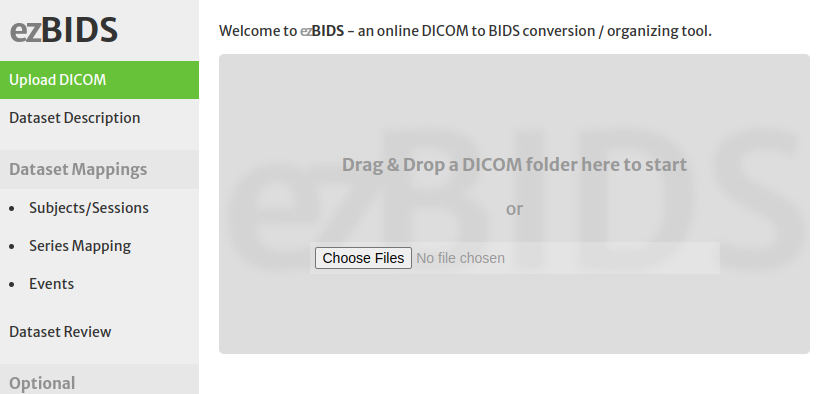 ezBIDS
Upload DICOM
Dataset Description
Dataset Mappings
Subjects/Sessions
Series Mapping
Events
Dataset Review
Optional
Welcome to ezBIDS - an online DICOM to BIDS conversion / organizing tool.
ezBIDS
Drag & Drop a DICOM folder here to start
or
Choose Files No file chosen